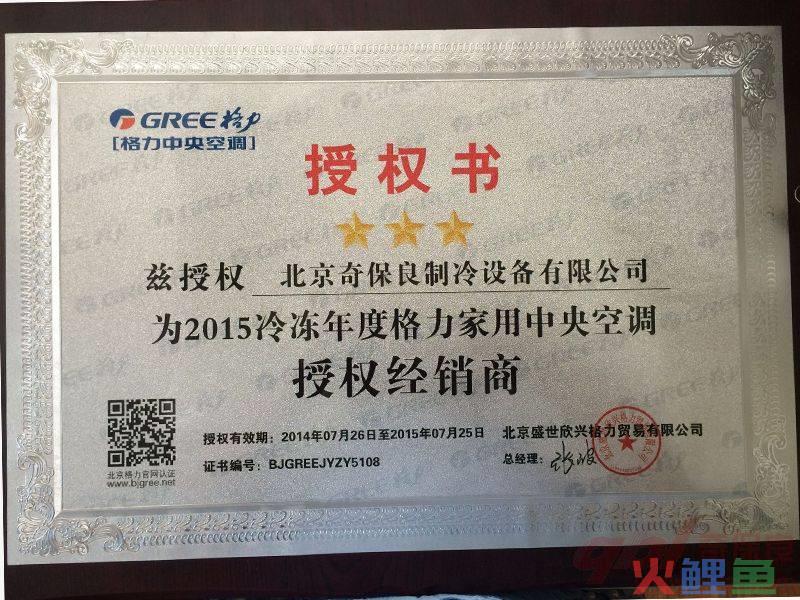 GREE 格力
[格力中央空调]
授权书
兹授权 北京奇保良制冷设备有限公司
为2015冷冻年度格力家用中央空调
授权经销商
授权有效期：2014年07月26日至2015年07月25日
证书编号：BJGREEJYZY5108
北京盛世欣兴格力贸易有限公司
总经理：
北京格力官网认证
www.bjgree.net
火鲤鱼